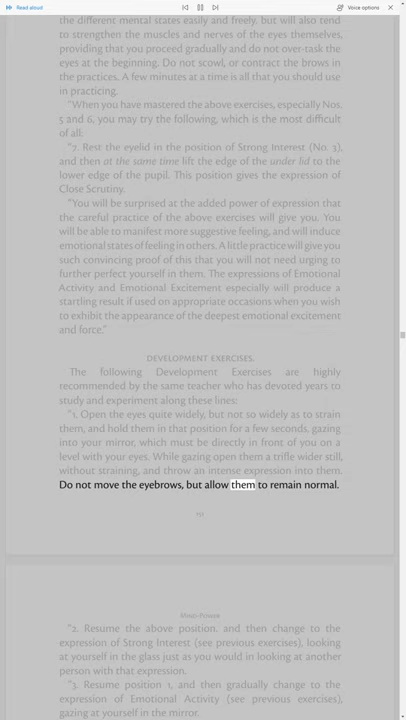 Read aloud
Voice options
the different mental states easily and freely, but will also tend
to strengthen the muscles and nerves of the eyes themselves,
providing that you proceed gradually and do not over-task the
eyes at the beginning. Do not scowl, or contract the brows in
the practices. A few minutes at a time is all that you should use
in practicing.
"When you have mastered the above exercises, especially Nos.
5 and 6, you may try the following, which is the most difficult
of all:
"7. Rest the eyelid in the position of Strong Interest (No. 3),
and then at the same time lift the edge of the under lid to the
lower edge of the pupil. This position gives the expression of
Close Scrutiny.
"You will be surprised at the added power of expression that
the careful practice of the above exercises will give you. You
will be able to manifest more suggestive feeling, and will induce
emotional states of feeling in others. A little practice will give you
such convincing proof of this that you will not need urging to
further perfect yourself in them. The expressions of Emotional
Activity and Emotional Excitement especially will produce a
startling result if used on appropriate occasions when you wish
to exhibit the appearance of the deepest emotional excitement
and force."
DEVELOPMENT EXERCISES.
The following Development Exercises are highly
recommended by the same teacher who has devoted years to
study and experiment along these lines:
"1. Open the eyes quite widely, but not so widely as to strain
them, and hold them in that position for a few seconds, gazing
into your mirror, which must be directly in front of you on a
level with your eyes. While gazing open them a trifle wider still,
without straining, and throw an intense expression into them.
Do not move the eyebrows, but allow them to remain normal.
Mind-Power
"2. Resume the above position, and then change to the
expression of Strong Interest (see previous exercises), looking
at yourself in the glass just as you would in looking at another
person with that expression.
"3. Resume position 1, and then gradually change to the
expression of Emotional Activity (see previous exercises),
gazing at yourself in the mirror.